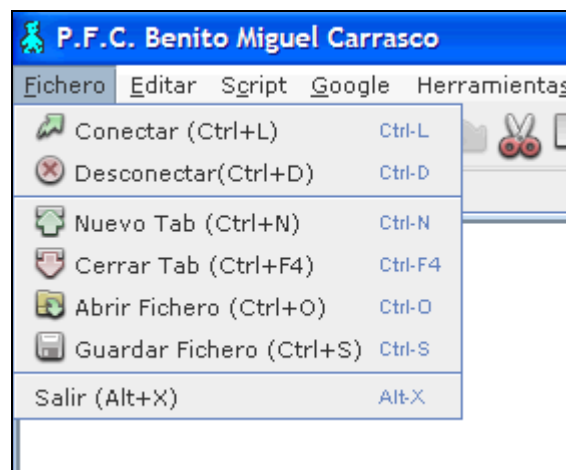 P.F.C. Benito Miguel Carrasco
Fichero Editar Script Google Herramientas
Conectar (Ctrl+L) Ctrl-L
Desconectar(Ctrl+D) Ctrl-D
Nuevo Tab (Ctrl+N) Ctrl-N
Cerrar Tab (Ctrl+F4) Ctrl-F4
Abrir Fichero (Ctrl+O) Ctrl-O
Guardar Fichero (Ctrl+S) Ctrl-S
Salir (Alt+X) Alt-X